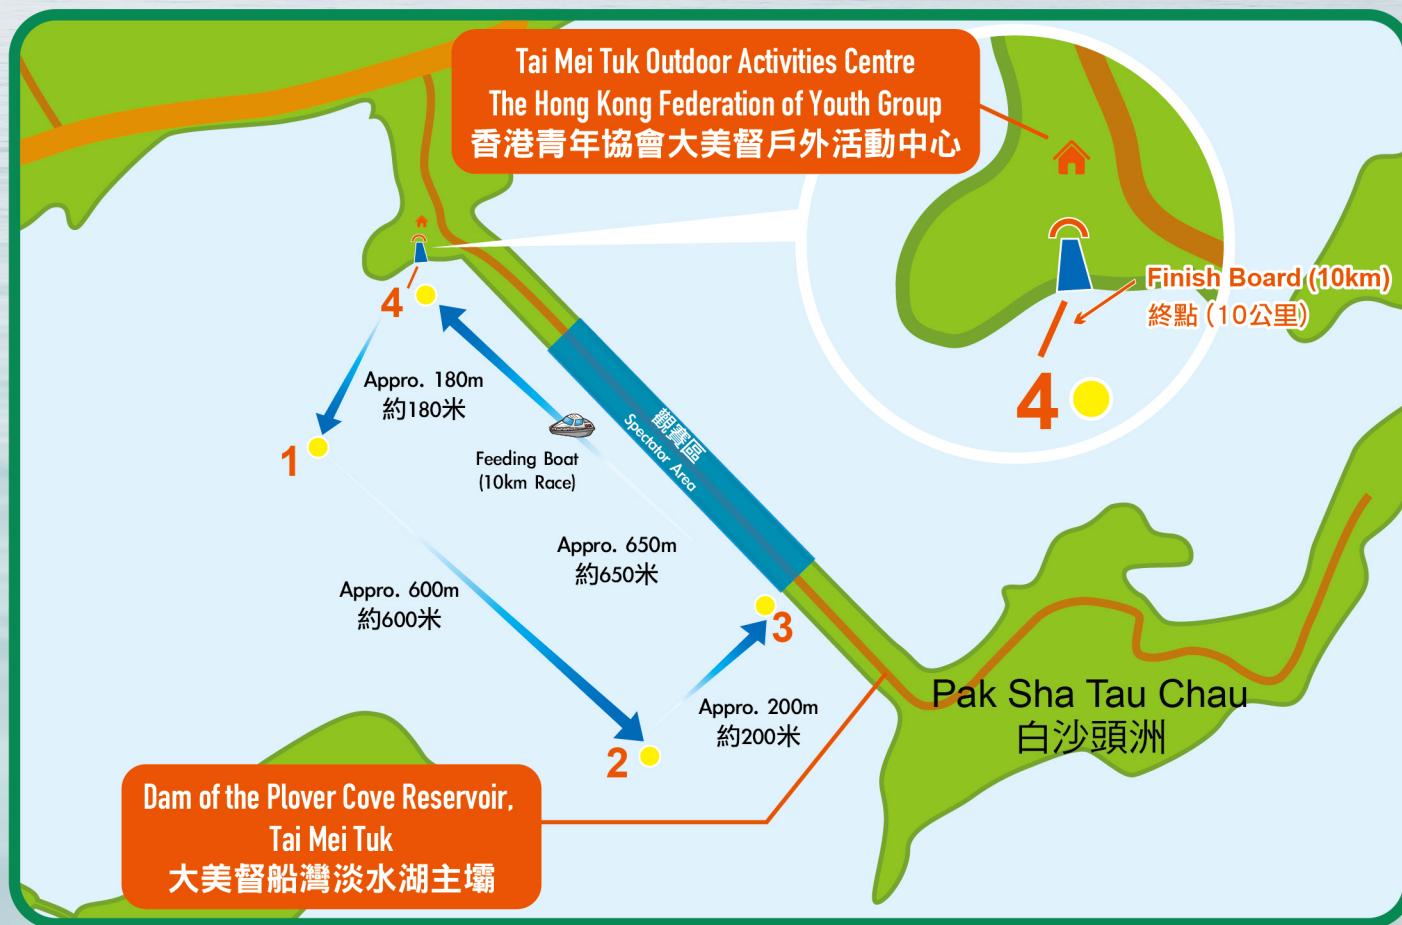 Tai Mei Tuk Outdoor Activities Centre
The Hong Kong Federation of Youth Group
香港青年協會大美督戶外活動中心
Finish Board (10km)
終點 (10公里)
4
4
Appro. 180m
約180米
1
Feeding Boat
(10km Race)
觀賽區
Spectator Area
Appro. 650m
約650米
Appro. 600m
約600米
3
Appro. 200m
約200米
2
Pak Sha Tau Chau
白沙頭洲
Dam of the Plover Cove Reservoir,
Tai Mei Tuk
大美督船灣淡水湖主壩